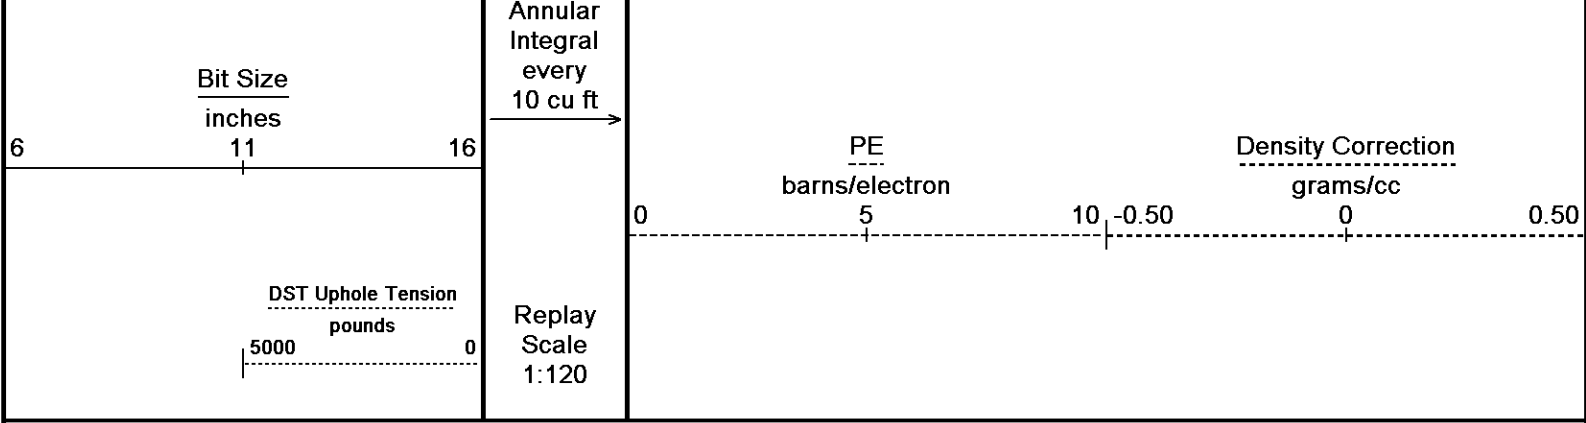 Annular
Integral
every
10 cu ft
Bit Size
inches
6 11 16
PE
barns/electron
0 5 10
Density Correction
grams/cc
-0.50 0 0.50
DST Uphole Tension
pounds
5000 0
Replay
Scale
1:120